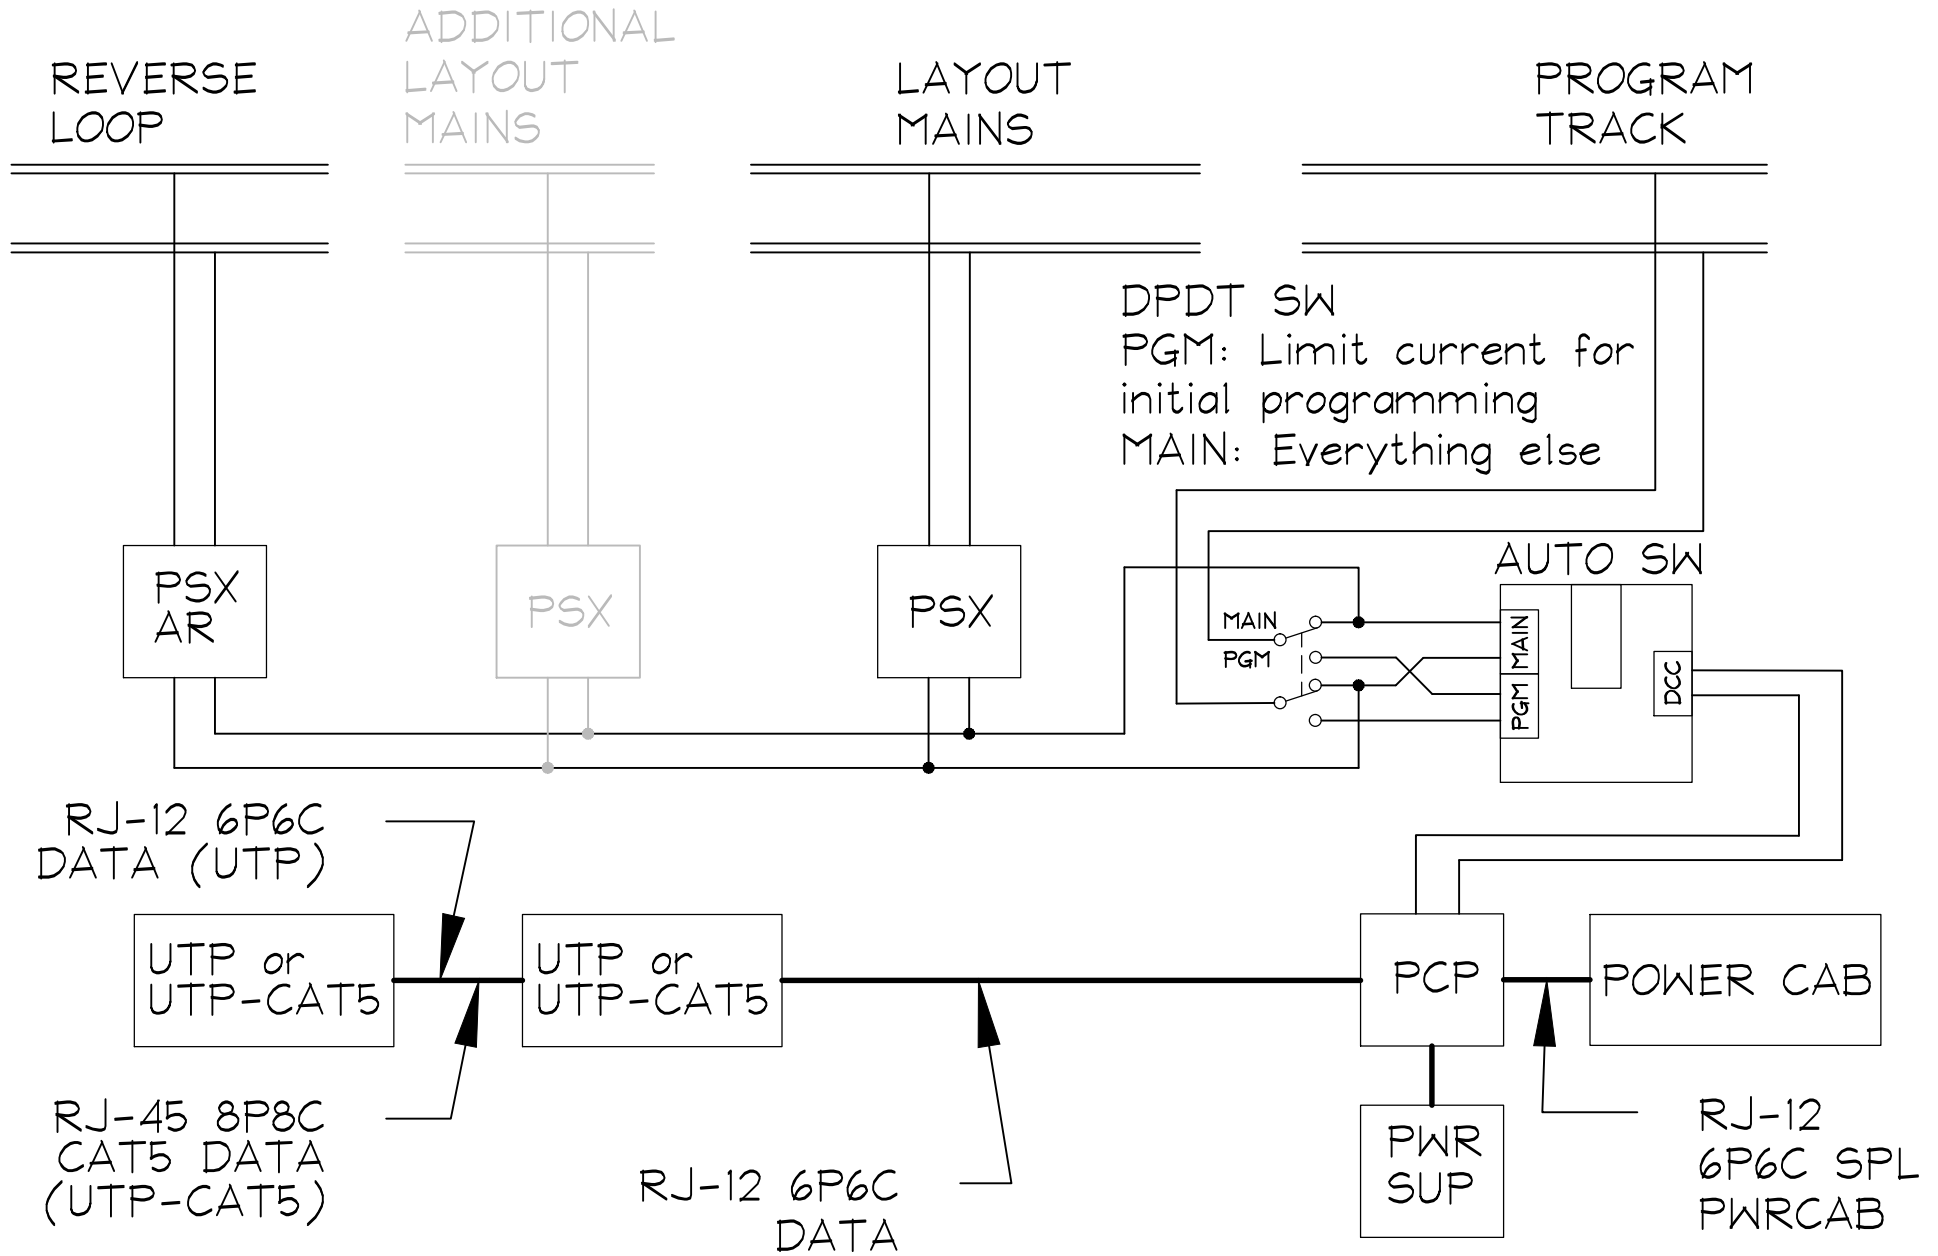 REVERSE
LOOP
ADDITIONAL
LAYOUT
MAINS
LAYOUT
MAINS
PROGRAM
TRACK
DPDT SW
PGM: Limit current for
initial programming
MAIN: Everything else
PSX
AR
PSX
PSX
AUTO SW
MAIN
PGM
MAIN
PGM
DCC
RJ-12 6P6C
DATA (UTP)
UTP or
UTP-CAT5
UTP or
UTP-CAT5
PCP
POWER CAB
RJ-45 8P8C
CAT5 DATA
(UTP-CAT5)
RJ-12 6P6C
DATA
PWR
SUP
RJ-12
6P6C SPL
PWRCAB